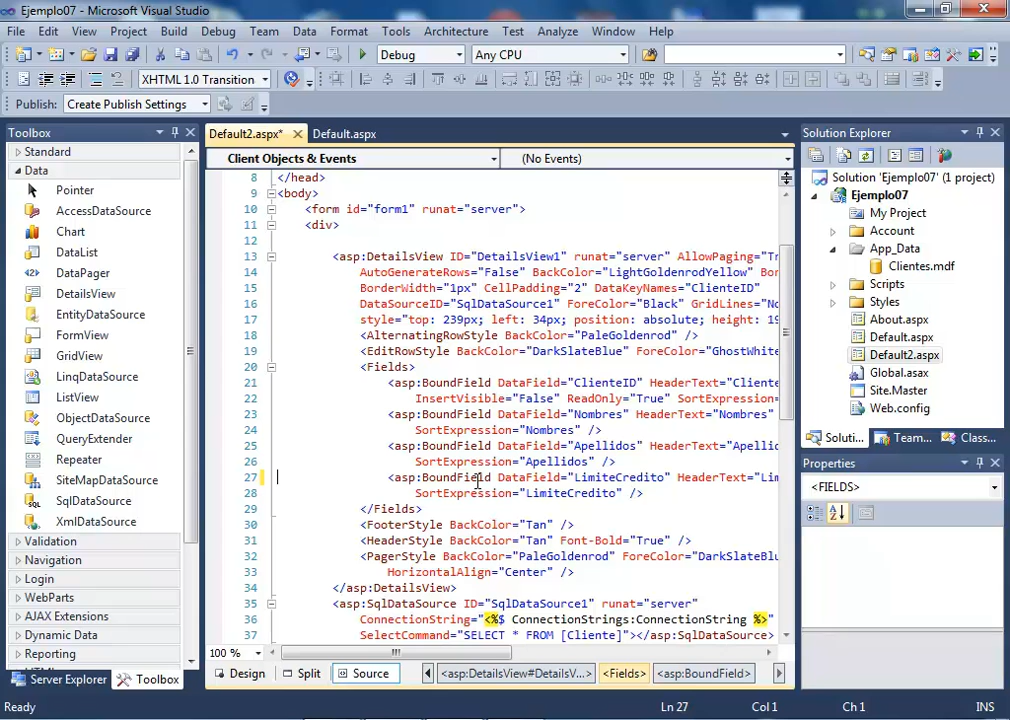 Ejemplo07 - Microsoft Visual Studio
File Edit View Project Build Debug Team Data Format Tools Architecture Test Analyze Window Help
Debug Any CPU
XHTML 1.0 Transition
Publish: Create Publish Settings
Toolbox
Standard
Data
Pointer
AccessDataSource
Chart
DataList
DataPager
DetailsView
EntityDataSource
FormView
GridView
LinqDataSource
ListView
ObjectDataSource
QueryExtender
Repeater
SiteMapDataSource
SqlDataSource
XmlDataSource
Validation
Navigation
Login
WebParts
AJAX Extensions
Dynamic Data
Reporting
Server Explorer Toolbox
Default2.aspx* Default.aspx
Client Objects & Events (No Events)
8 </head>
9 <body>
10 <form id="form1" runat="server">
11 <div>
12
13 <asp:DetailsView ID="DetailsView1" runat="server" AllowPaging="Tr
14 AutoGenerateRows="False" BackColor="LightGoldenrodYellow" Bor
15 BorderWidth="1px" CellPadding="2" DataKeyNames="ClienteID"
16 DataSourceID="SqlDataSource1" ForeColor="Black" GridLines="No
17 style="top: 239px; left: 34px; position: absolute; height: 19
18 <AlternatingRowStyle BackColor="PaleGoldenrod" />
19 <EditRowStyle BackColor="DarkSlateBlue" ForeColor="GhostWhite
20 <Fields>
21 <asp:BoundField DataField="ClienteID" HeaderText="Cliente
22 InsertVisible="False" ReadOnly="True" SortExpression=
23 <asp:BoundField DataField="Nombres" HeaderText="Nombres"
24 SortExpression="Nombres" />
25 <asp:BoundField DataField="Apellidos" HeaderText="Apellid
26 SortExpression="Apellidos" />
27 <asp:BoundField DataField="LimiteCredito" HeaderText="Lim
28 SortExpression="LimiteCredito" />
29 </Fields>
30 <FooterStyle BackColor="Tan" />
31 <HeaderStyle BackColor="Tan" Font-Bold="True" />
32 <PagerStyle BackColor="PaleGoldenrod" ForeColor="DarkSlateBlu
33 HorizontalAlign="Center" />
34 </asp:DetailsView>
35 <asp:SqlDataSource ID="SqlDataSource1" runat="server"
36 ConnectionString="<%$ ConnectionStrings:ConnectionString %>"
37 SelectCommand="SELECT * FROM [Cliente]"></asp:SqlDataSource>
100 %
Design Split Source <asp:DetailsView#DetailsV...> <Fields> <asp:BoundField>
Solution Explorer
Solution 'Ejemplo07' (1 project)
Ejemplo07
My Project
Account
App_Data
Clientes.mdf
Scripts
Styles
About.aspx
Default.aspx
Default2.aspx
Global.asax
Site.Master
Web.config
Soluti... Team... Class...
Properties
<FIELDS>
Ready Ln 27 Col 1 Ch 1 INS